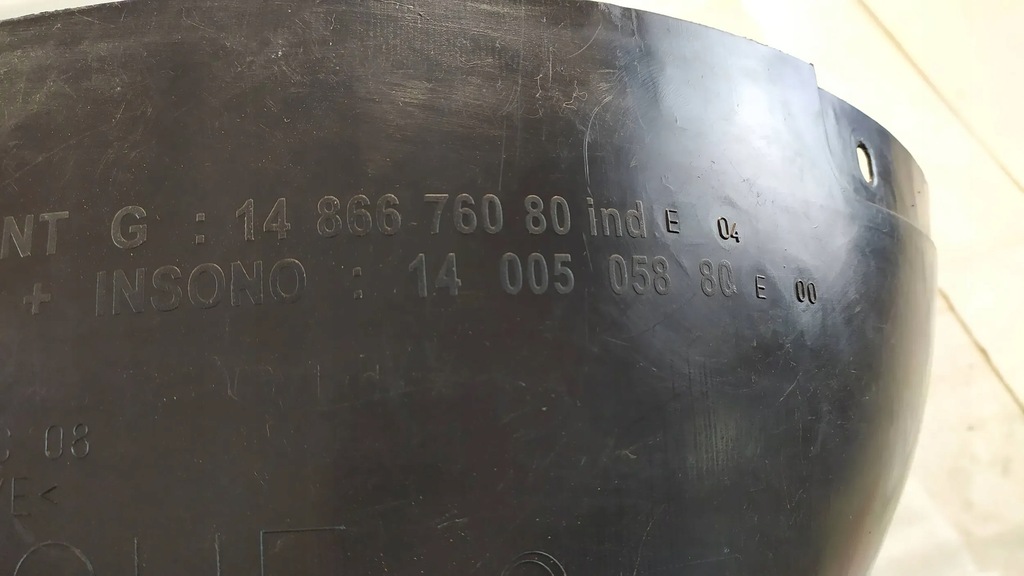 NT G : 14 866 760 80 ind E 04
+ INSONO : 14 005 058 80 E 00
08
E<